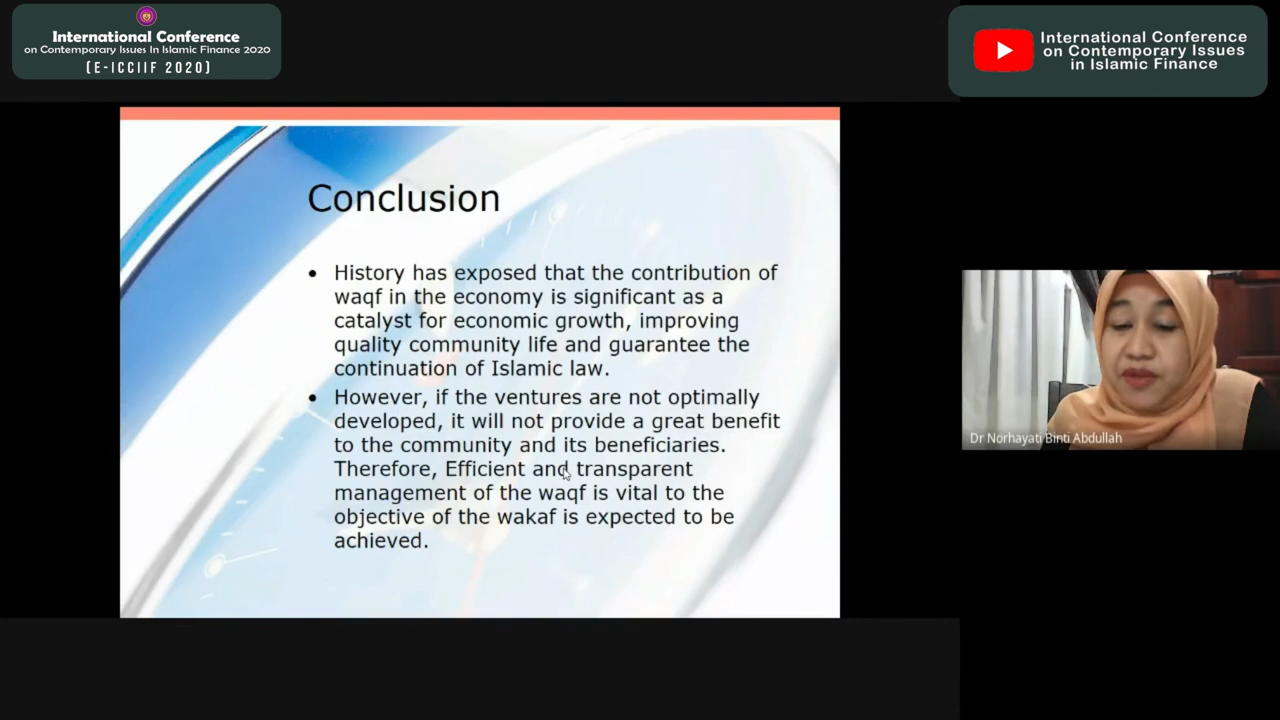 International Conference
on Contemporary Issues In Islamic Finance 2020
(E-ICCIIF 2020)
International Conference
on Contemporary Issues
in Islamic Finance
Conclusion
• History has exposed that the contribution of
waqf in the economy is significant as a
catalyst for economic growth, improving
quality community life and guarantee the
continuation of Islamic law.
• However, if the ventures are not optimally
developed, it will not provide a great benefit
to the community and its beneficiaries.
Therefore, Efficient and transparent
management of the waqf is vital to the
objective of the wakaf is expected to be
achieved.
Dr Norhayati Binti Abdullah